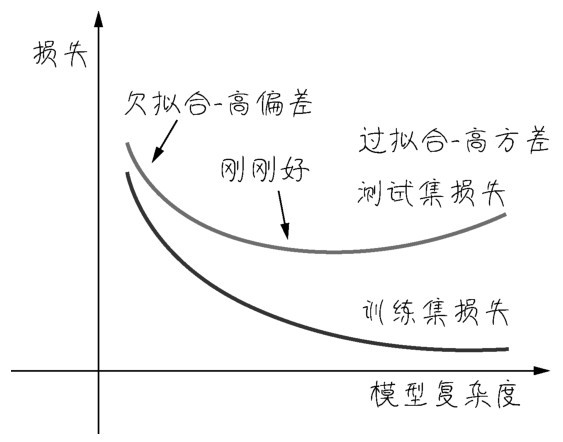 损失
欠拟合-高偏差
过拟合-高方差
刚刚好
测试集损失
训练集损失
模型复杂度